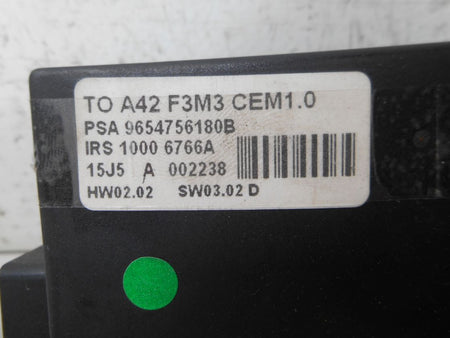 TO A42 F3M3 CEM1.0
PSA 9654756180B
IRS 1000 6766A
15J5 A 002238
HW02.02 SW03.02 D